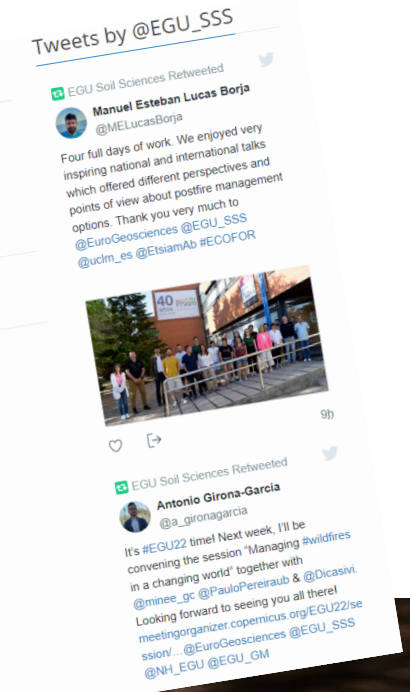 Tweets by @EGU_SSS
EGU Soil Sciences Retweeted
Manuel Esteban Lucas Borja
@MELucasBorja
Four full days of work. We enjoyed very
inspiring national and international talks
which offered different perspectives and
points of view about postfire management
options. Thank you very much to
@EuroGeosciences @EGU_SSS
@uclm_es @EtsiamAb #ECOFOR
40
años
9h
EGU Soil Sciences Retweeted
Antonio Girona-García
@a_gironagarcia
It's #EGU22 time! Next week, I'll be
convening the session "Managing #wildfires
in a changing world" together with
@minee_gc @PauloPereiraub & @Dicasivi.
Looking forward to seeing you all there!
meetingorganizer.copernicus.org/EGU22/se
ssion/… @EuroGeosciences @EGU_SSS
@NH_EGU @EGU_GM